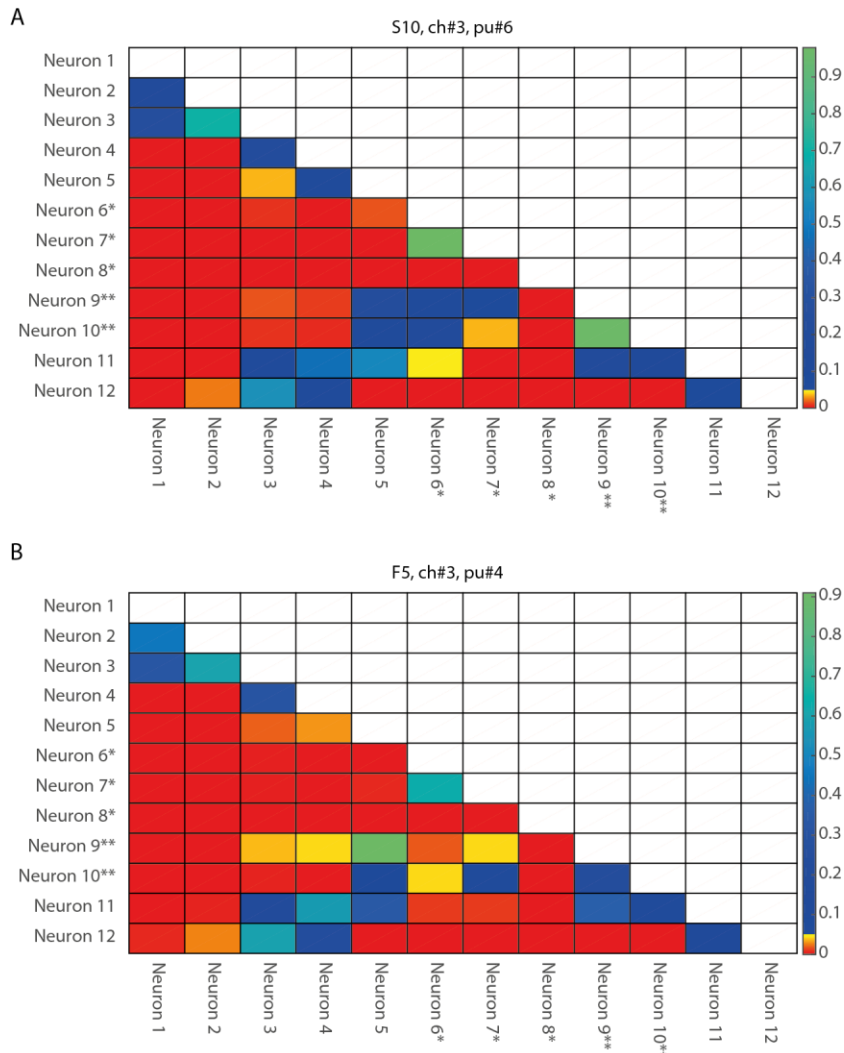 A
S10, ch#3, pu#6
Neuron 1
Neuron 2
Neuron 3
Neuron 4
Neuron 5
Neuron 6*
Neuron 7*
Neuron 8*
Neuron 9**
Neuron 10**
Neuron 11
Neuron 12
0.9
0.8
0.7
0.6
0.5
0.4
0.3
0.2
0.1
0
Neuron 1
Neuron 2
Neuron 3
Neuron 4
Neuron 5
Neuron 6*
Neuron 7*
Neuron 8 *
Neuron 9 **
Neuron 10**
Neuron 11
Neuron 12
B
F5, ch#3, pu#4
Neuron 1
Neuron 2
Neuron 3
Neuron 4
Neuron 5
Neuron 6*
Neuron 7*
Neuron 8*
Neuron 9**
Neuron 10**
Neuron 11
Neuron 12
0.9
0.8
0.7
0.6
0.5
0.4
0.3
0.2
0.1
0
Neuron 1
Neuron 2
Neuron 3
Neuron 4
Neuron 5
Neuron 6*
Neuron 7*
Neuron 8*
Neuron 9**
Neuron 10*
Neuron 11
Neuron 12